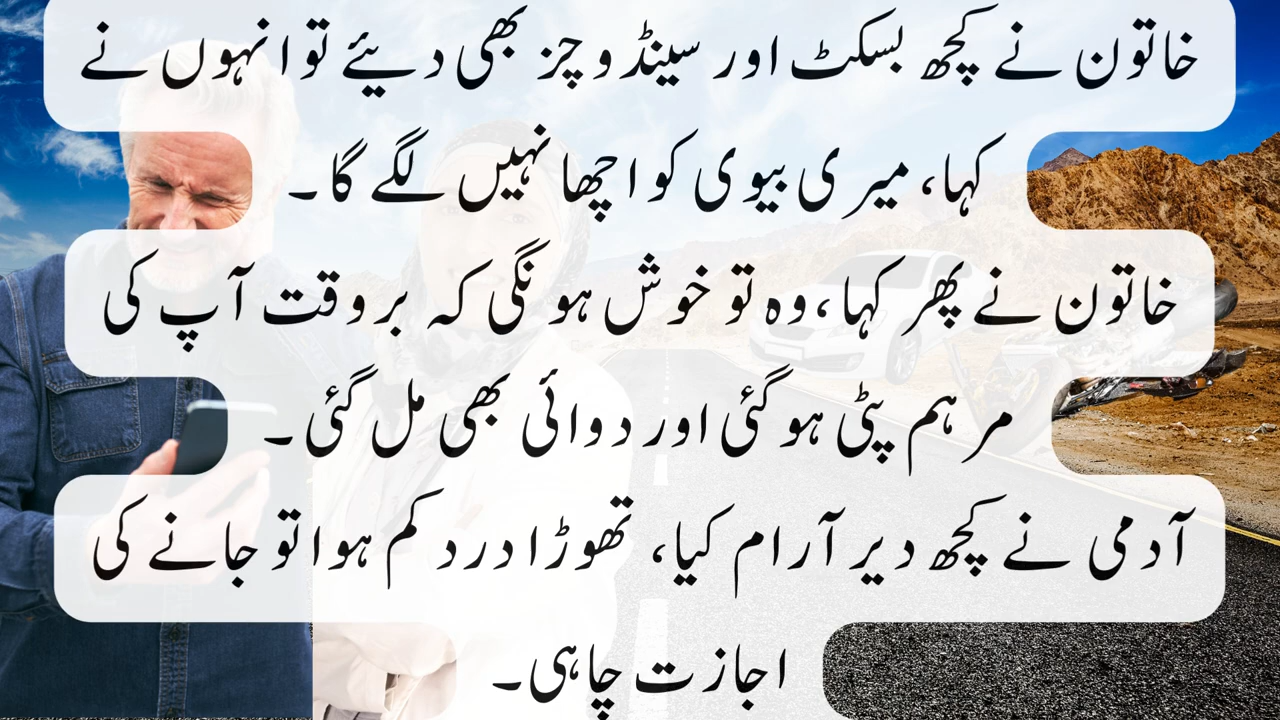 خاتون نے کچھ بسکٹ اور سینڈوچز بھی دیئے تو انہوں نے
کہا، میری بیوی کو اچھا نہیں لگے گا۔
خاتون نے پھر کہا، وہ تو خوش ہونگی کہ بروقت آپ کی
مرہم پٹی ہوگئی اور دوائی بھی مل گئی۔
آدمی نے کچھ دیر آرام کیا، تھوڑا درد کم ہوا تو جانے کی
اجازت چاہی۔